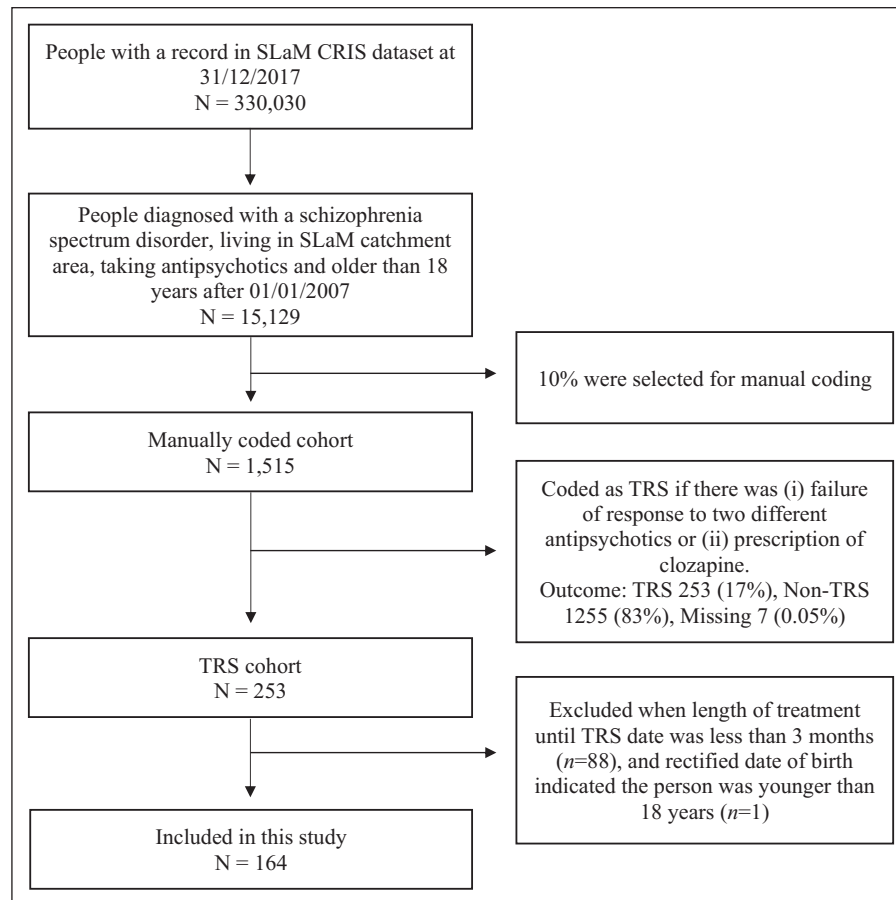 People with a record in SLaM CRIS dataset at
31/12/2017
N = 330,030
People diagnosed with a schizophrenia
spectrum disorder, living in SLaM catchment
area, taking antipsychotics and older than 18
years after 01/01/2007
N = 15,129
10% were selected for manual coding
Manually coded cohort
N = 1,515
Coded as TRS if there was (i) failure
of response to two different
antipsychotics or (ii) prescription of
clozapine.
Outcome: TRS 253 (17%), Non-TRS
1255 (83%), Missing 7 (0.05%)
TRS cohort
N = 253
Excluded when length of treatment
until TRS date was less than 3 months
(n=88), and rectified date of birth
indicated the person was younger than
18 years (n=1)
Included in this study
N = 164